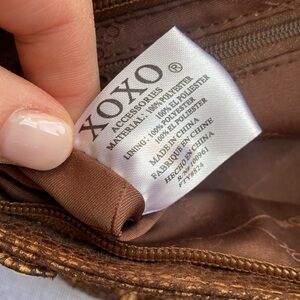 XOXO®
ACCESSORIES
MATERIAL: 100% POLYESTER
100% EL POLIESTER
LINING: 100% POLYESTER
100% EL POLIESTER
MADE IN CHINA
FABRIQUE EN CHINE
HECHO EN CHINA